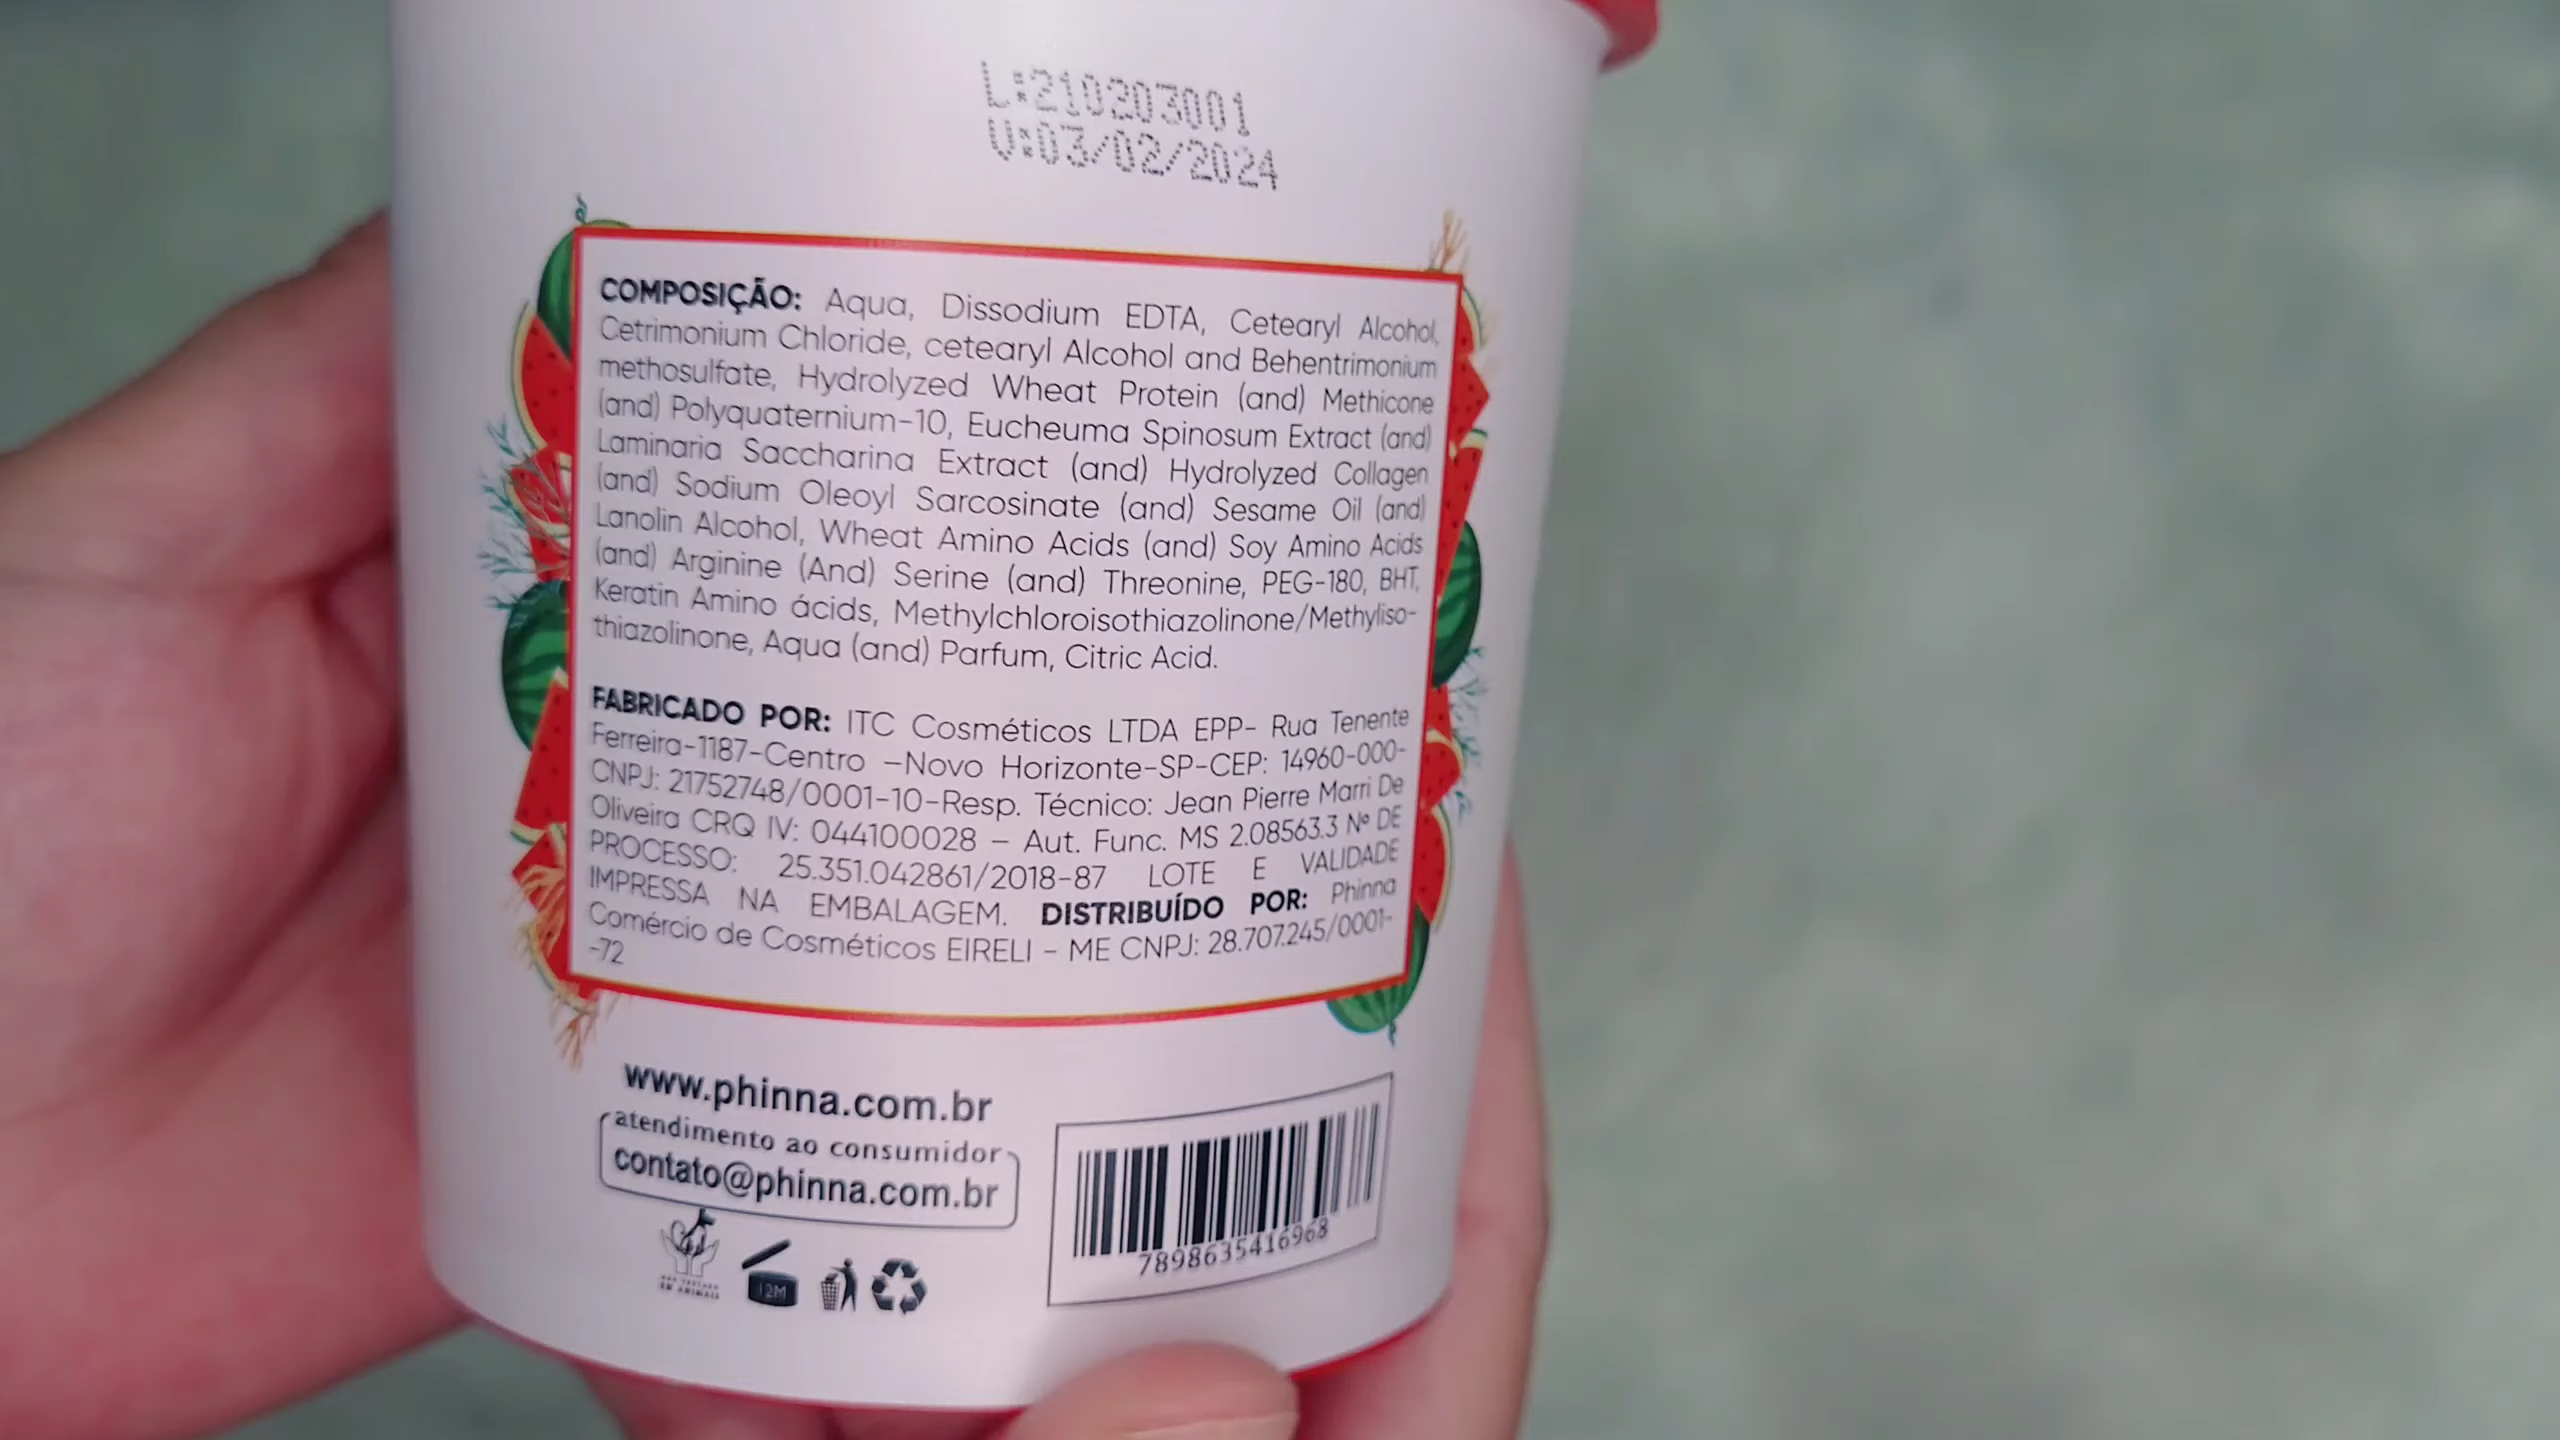 L:210203001
V:03/02/2024
COMPOSIÇÃO: Aqua, Dissodium EDTA, Cetearyl Alcohol,
Cetrimonium Chloride, cetearyl Alcohol and Behentrimonium
methosulfate, Hydrolyzed Wheat Protein (and) Methicone
(and) Polyquaternium-10, Eucheuma Spinosum Extract (and)
Laminaria Saccharina Extract (and) Hydrolyzed Collagen
(and) Sodium Oleoyl Sarcosinate (and) Sesame Oil (and)
Lanolin Alcohol, Wheat Amino Acids (and) Soy Amino Acids
(and) Arginine (And) Serine (and) Threonine, PEG-180, BHT,
Keratin Amino ácids, Methylchloroisothiazolinone/Methyliso-
thiazolinone, Aqua (and) Parfum, Citric Acid.
FABRICADO POR: ITC Cosméticos LTDA EPP- Rua Tenente
Ferreira-1187-Centro –Novo Horizonte-SP-CEP: 14960-000-
CNPJ: 21752748/0001-10-Resp. Técnico: Jean Pierre Marri De
Oliveira CRQ IV: 044100028 – Aut. Func. MS 2.08563.3 Nº DE
PROCESSO: 25.351.042861/2018-87 LOTE E VALIDADE
IMPRESSA NA EMBALAGEM. DISTRIBUÍDO POR: Phinna
Comércio de Cosméticos EIRELI - ME CNPJ: 28.707.245/0001-
-72
www.phinna.com.br
atendimento ao consumidor
contato@phinna.com.br
12M
7898635416968